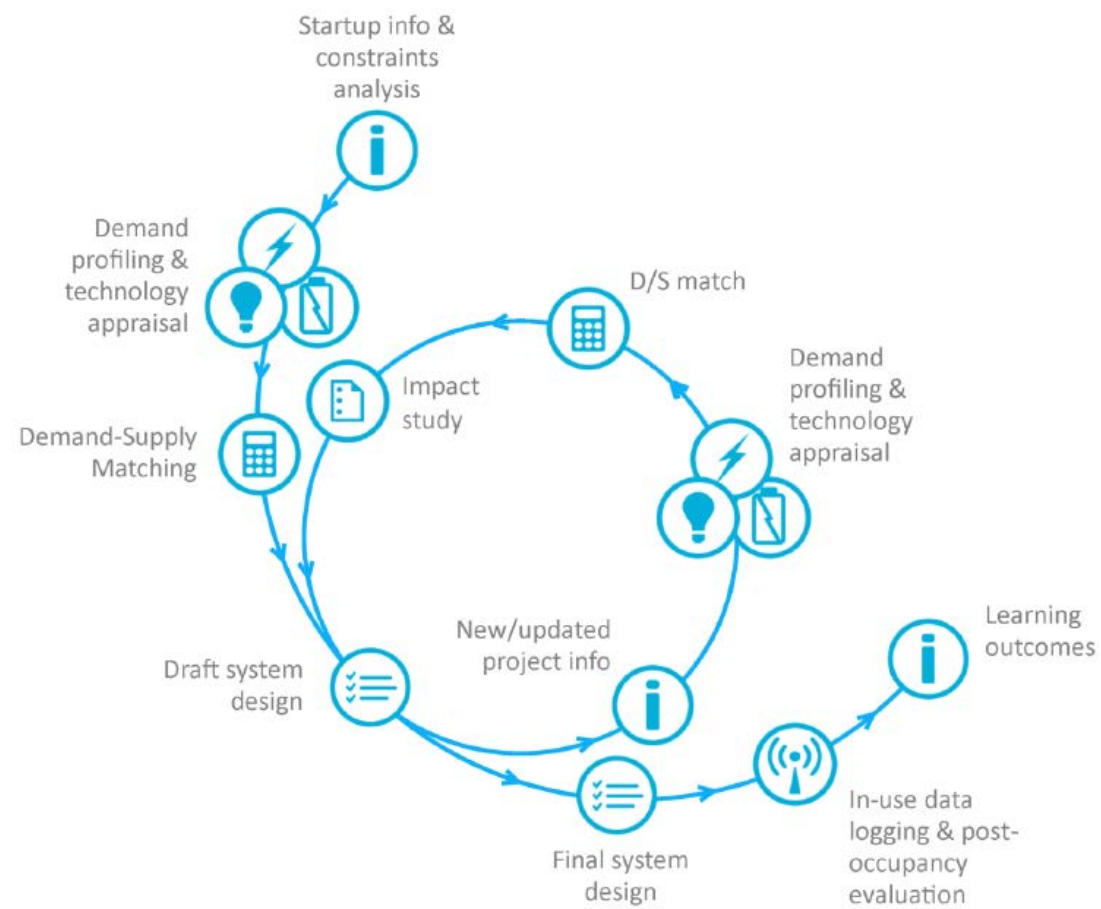 Startup info &
constraints
analysis
Demand
profiling &
technology
appraisal
D/S match
Demand
profiling &
technology
appraisal
Impact
study
Demand-Supply
Matching
New/updated
project info
Learning
outcomes
Draft system
design
In-use data
logging & post-
occupancy
evaluation
Final system
design